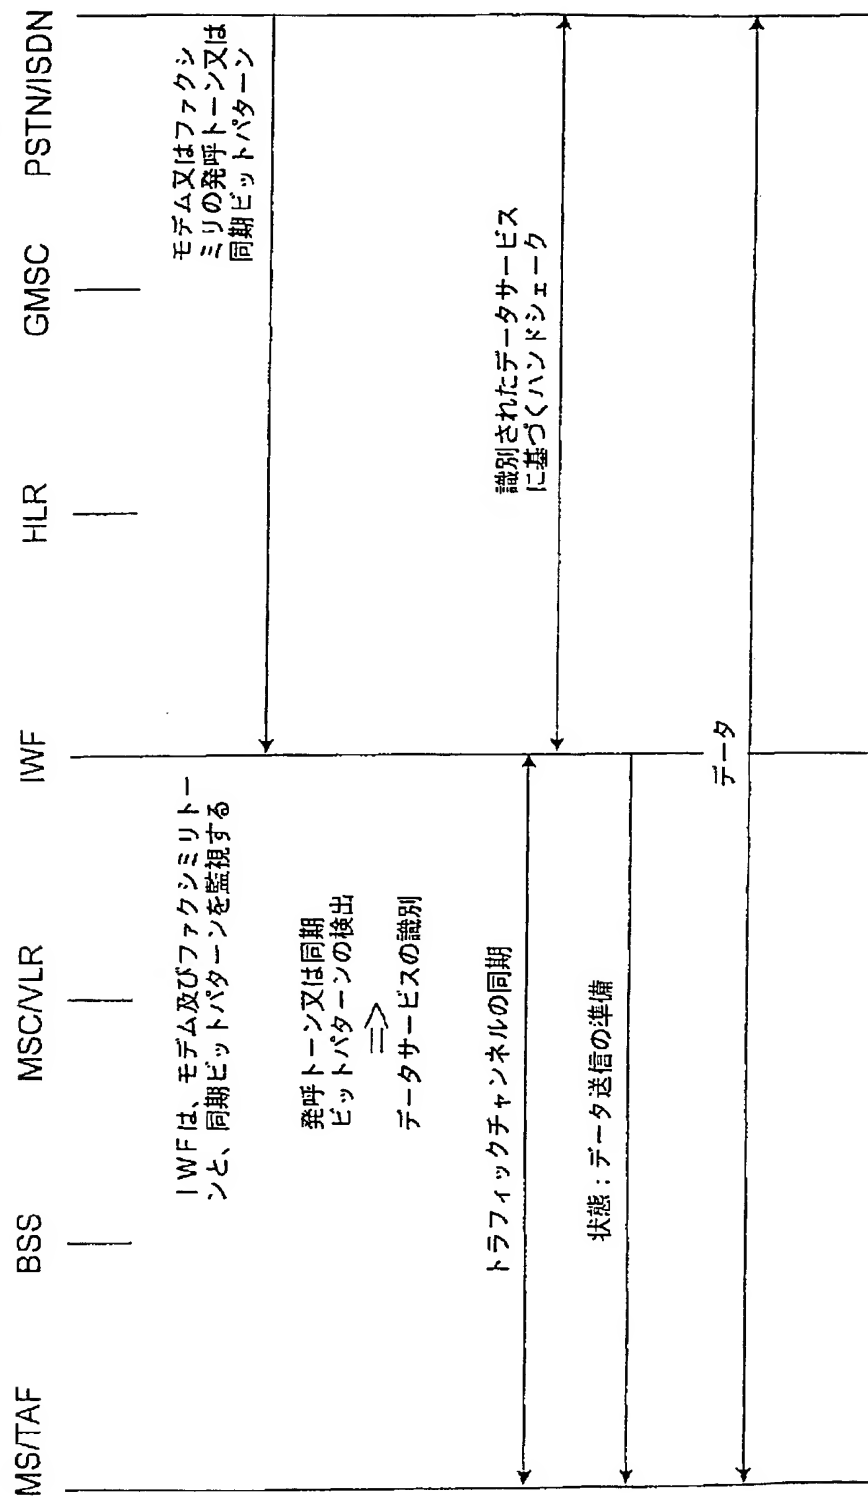 MS/TAF
BSS
MSC/VLR
IWF
HLR
GMSC
PSTN/ISDN
モデム又はファクシ
ミリの発呼トーン又は
同期ビットパターン
IWFは、モデム及びファクシミリトー
ンと、同期ビットパターンを監視する
発呼トーン又は同期
ビットパターンの検出
⇒
データサービスの識別
識別されたデータサービス
に基づくハンドシェーク
トラフィックチャンネルの同期
状態：データ送信の準備
データ